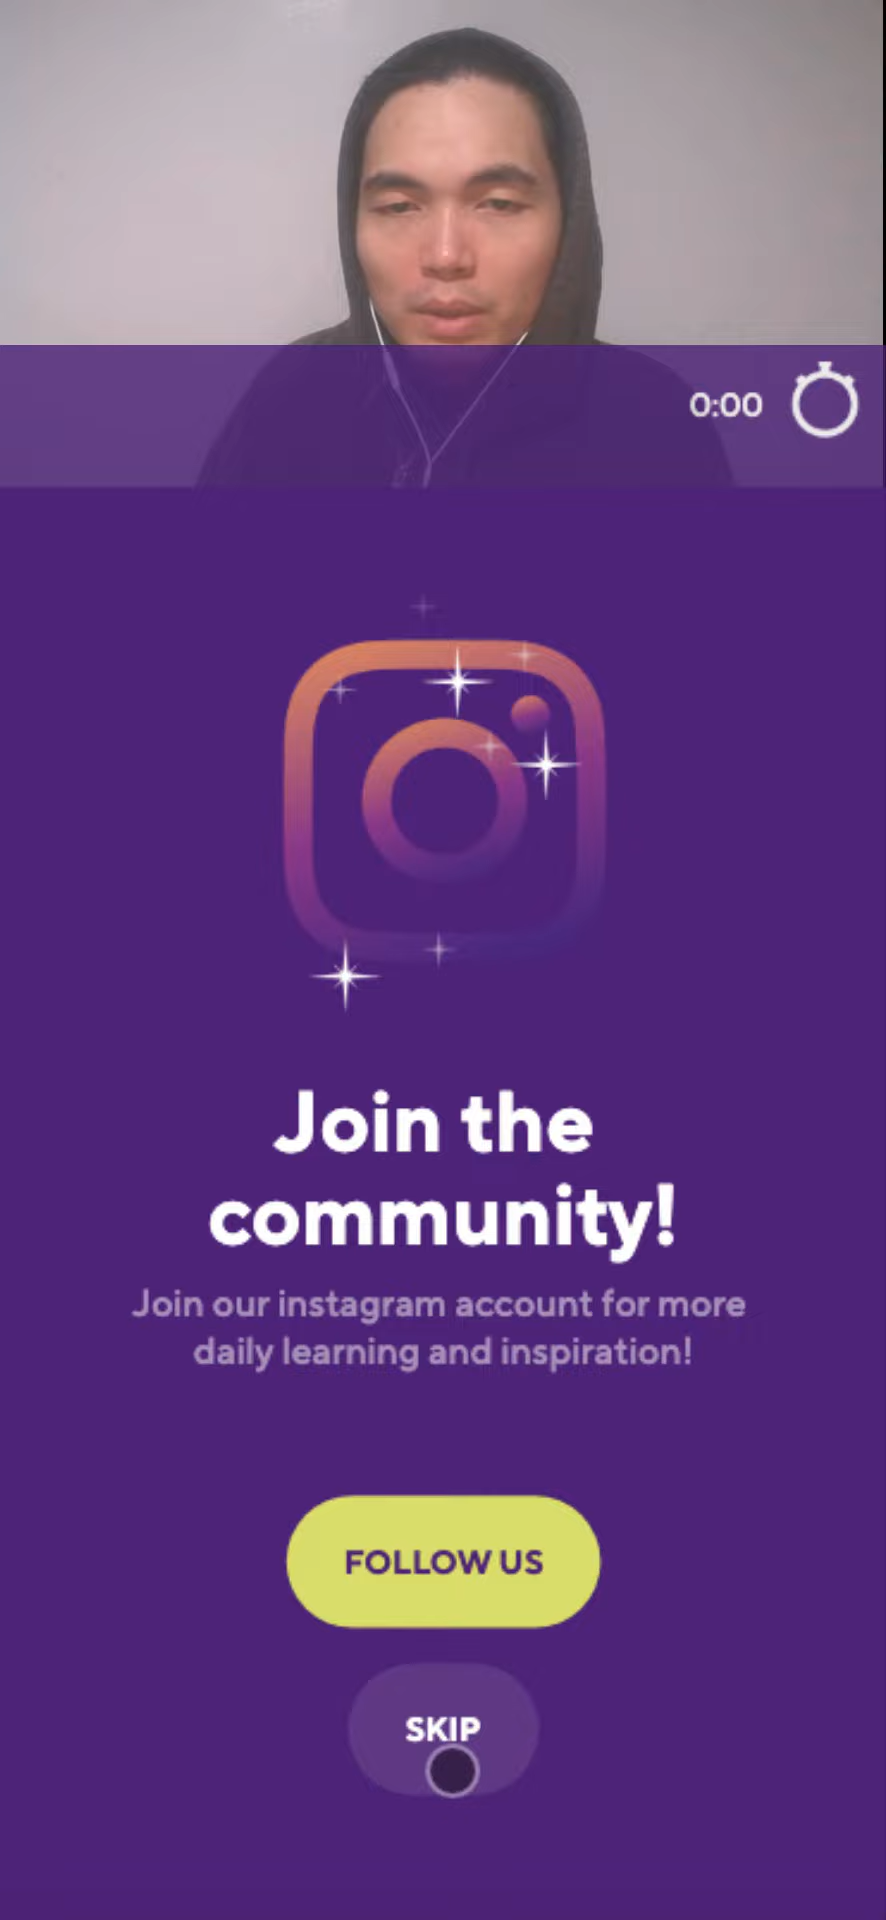 0:00
Join the
community!
Join our instagram account for more
daily learning and inspiration!
FOLLOW US
SKIP